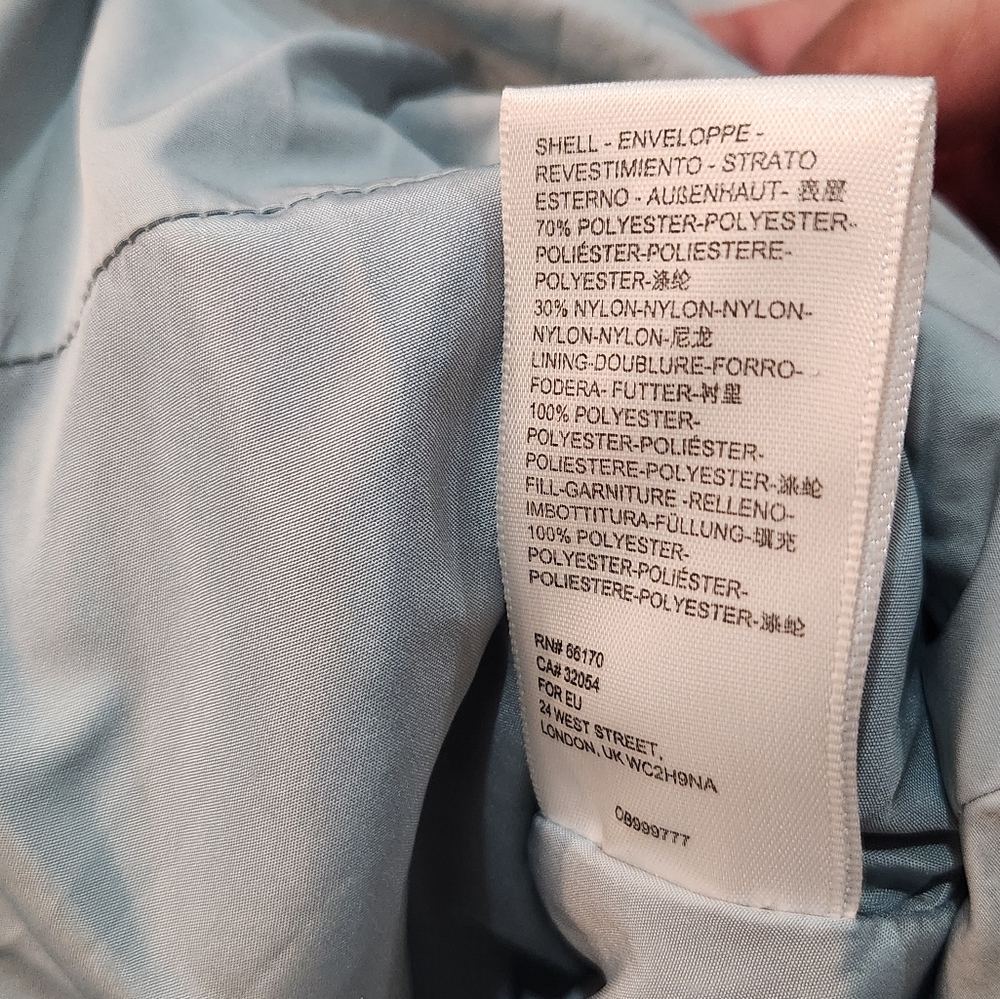 SHELL - ENVELOPPE -
REVESTIMIENTO - STRATO
ESTERNO - AUßENHAUT- 表层
70% POLYESTER-POLYESTER-
POLIÉSTER-POLIESTERE-
POLYESTER-涤纶
30% NYLON-NYLON-NYLON-
NYLON-NYLON-尼龙
LINING-DOUBLURE-FORRO-
FODERA- FUTTER-衬里
100% POLYESTER-
POLYESTER-POLIÉSTER-
POLIESTERE-POLYESTER-涤纶
FILL-GARNITURE -RELLENO-
IMBOTTITURA-FÜLLUNG-填充
100% POLYESTER-
POLYESTER-POLIÉSTER-
POLIESTERE-POLYESTER-涤纶
RN# 66170
CA# 32054
FOR EU
24 WEST STREET,
LONDON, UK WC2H9NA
08999777